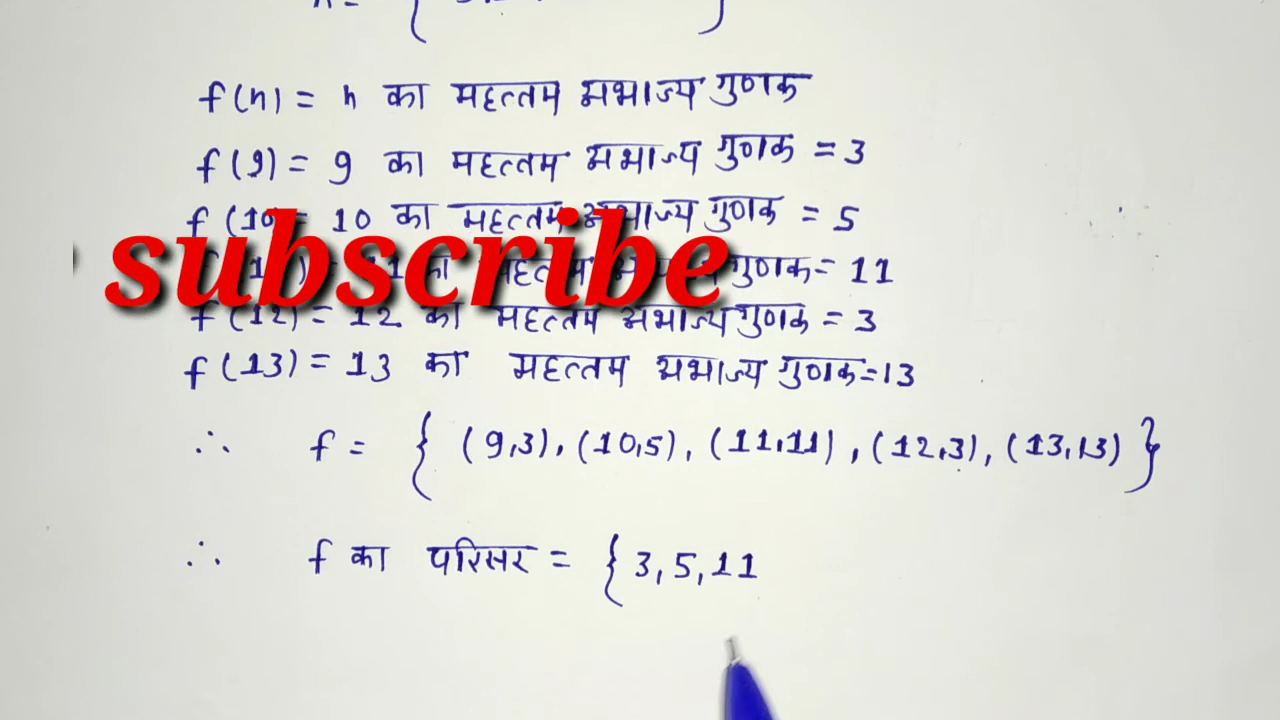 f(n) = n का महत्तम अभाज्य गुणक
f(9) = 9 का महत्तम अभाज्य गुणक = 3
f(10 = 10 का महत्तम अभाज्य गुणक = 5
subscribe
का महत्तम गुणक = 11
f(12) = 12 का महत्तम अभाज्य गुणक = 3
f(13) = 13 का महत्तम अभाज्य गुणक = 13
∴ f = { (9,3), (10,5), (11,11), (12,3), (13,13) }
∴ f का परिसर = { 3, 5, 11